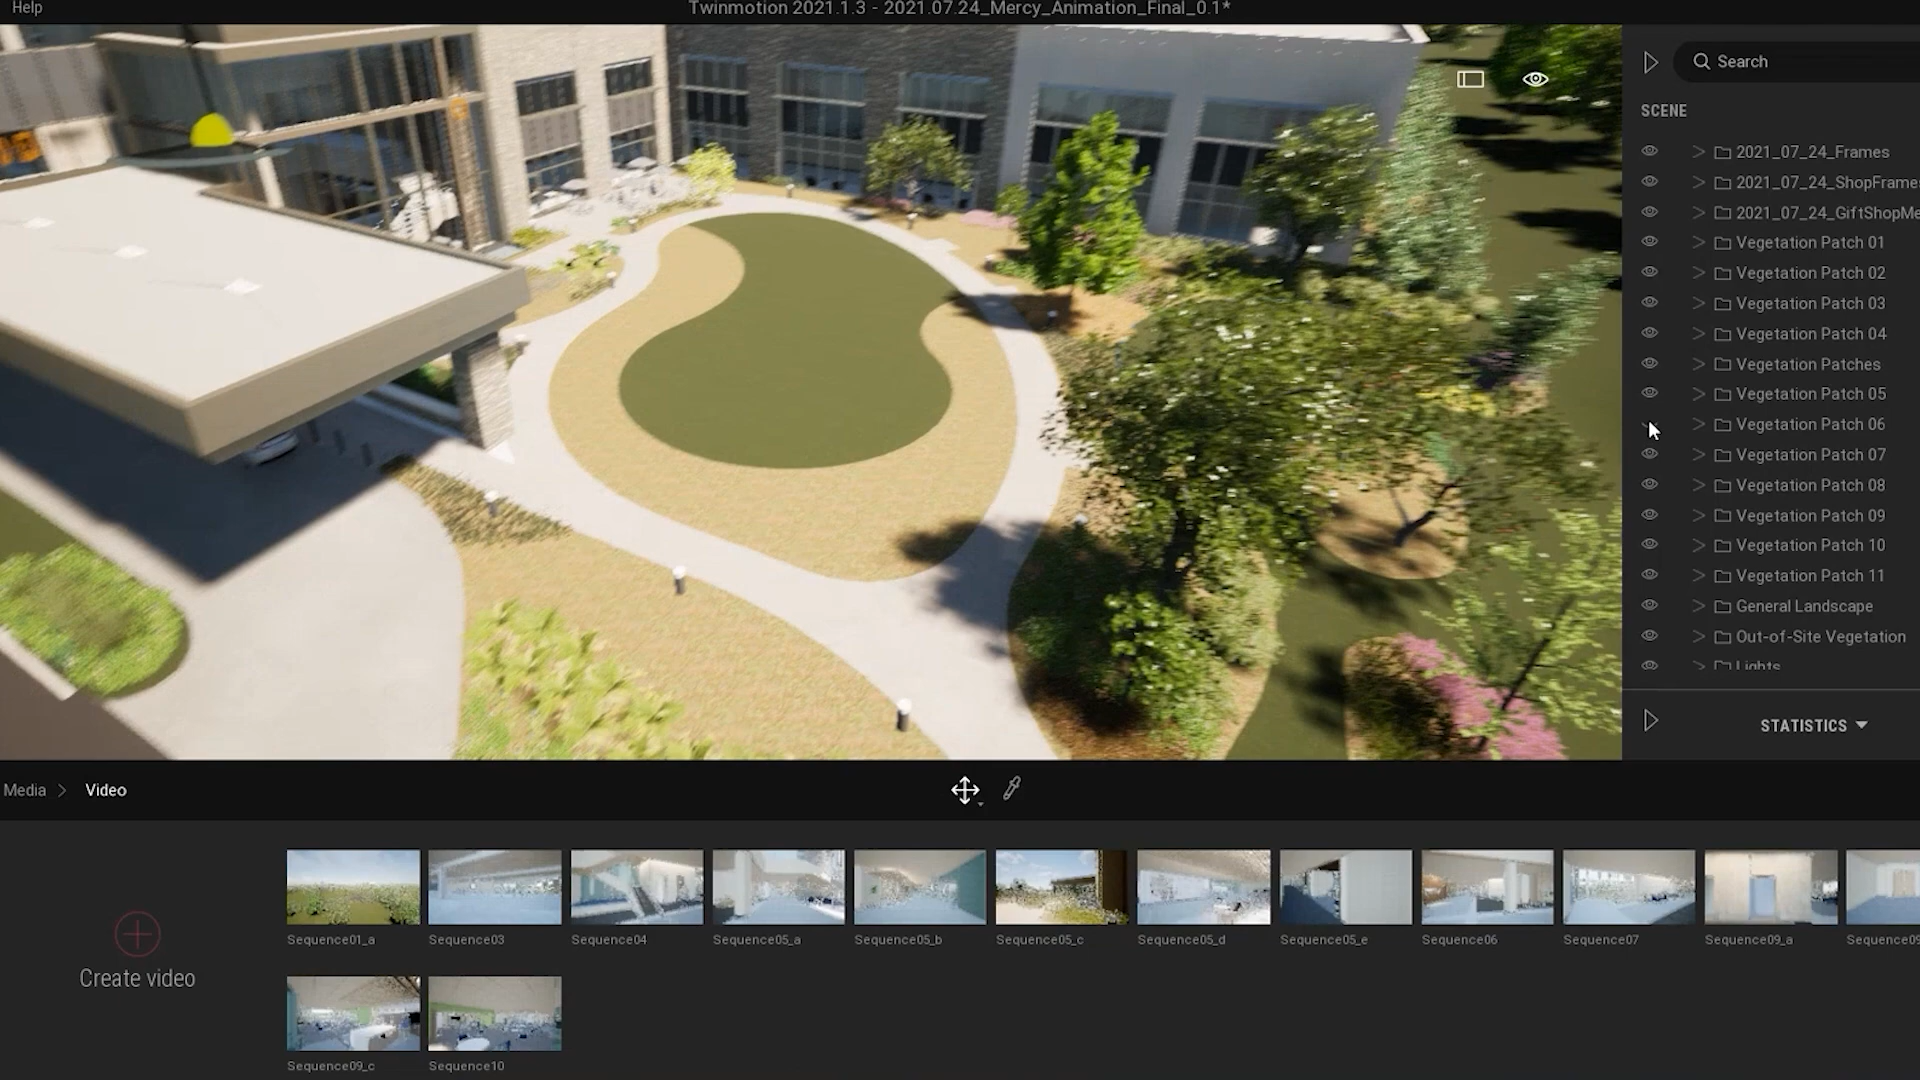 Help
Twinmotion 2021.1.3 - 2021.07.24_Mercy_Animation_Final_0.1*
Search
SCENE
2021_07_24_Frames
2021_07_24_ShopFrames
2021_07_24_GiftShopMe
Vegetation Patch 01
Vegetation Patch 02
Vegetation Patch 03
Vegetation Patch 04
Vegetation Patches
Vegetation Patch 05
Vegetation Patch 06
Vegetation Patch 07
Vegetation Patch 08
Vegetation Patch 09
Vegetation Patch 10
Vegetation Patch 11
General Landscape
Out-of-Site Vegetation
Lights
STATISTICS
Media > Video
Create video
Sequence01_a
Sequence03
Sequence04
Sequence05_a
Sequence05_b
Sequence05_c
Sequence05_d
Sequence05_e
Sequence06
Sequence07
Sequence09_a
Sequence09
Sequence09_c
Sequence10